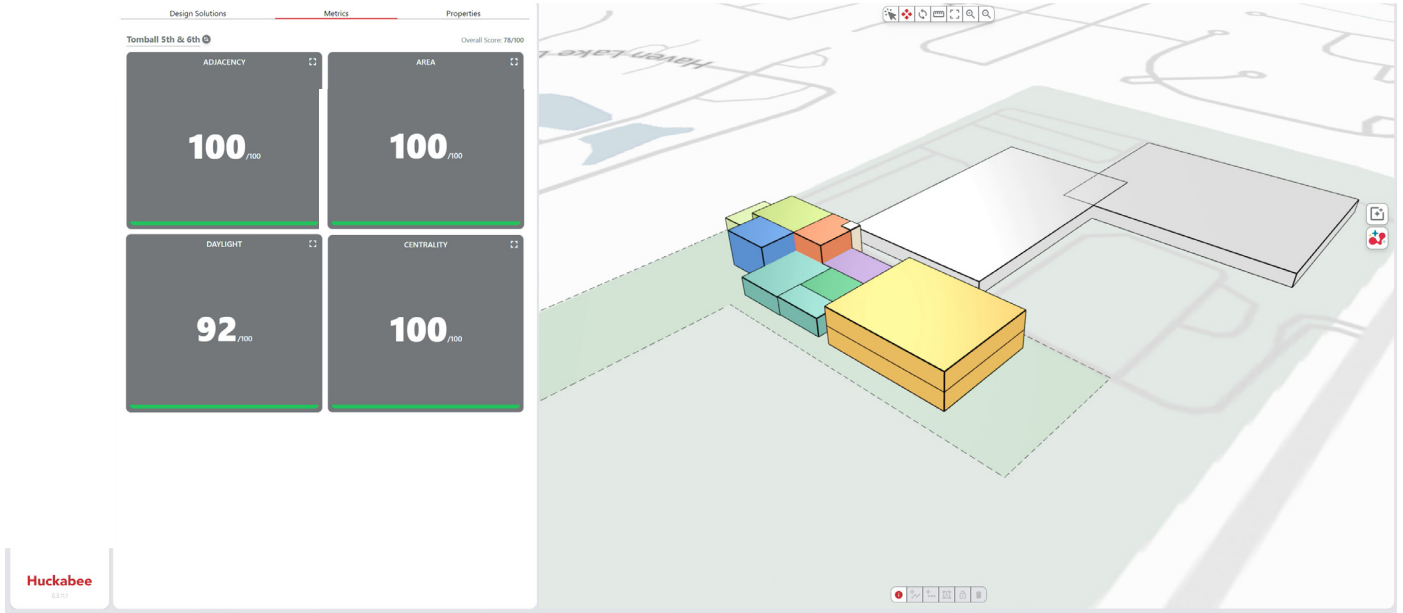 Design Solutions
Metrics
Properties
Tomball 5th & 6th
Overall Score: 78/100
ADJACENCY
AREA
100/100
100/100
DAYLIGHT
CENTRALITY
92/100
100/100
Haven Lake
Huckabee